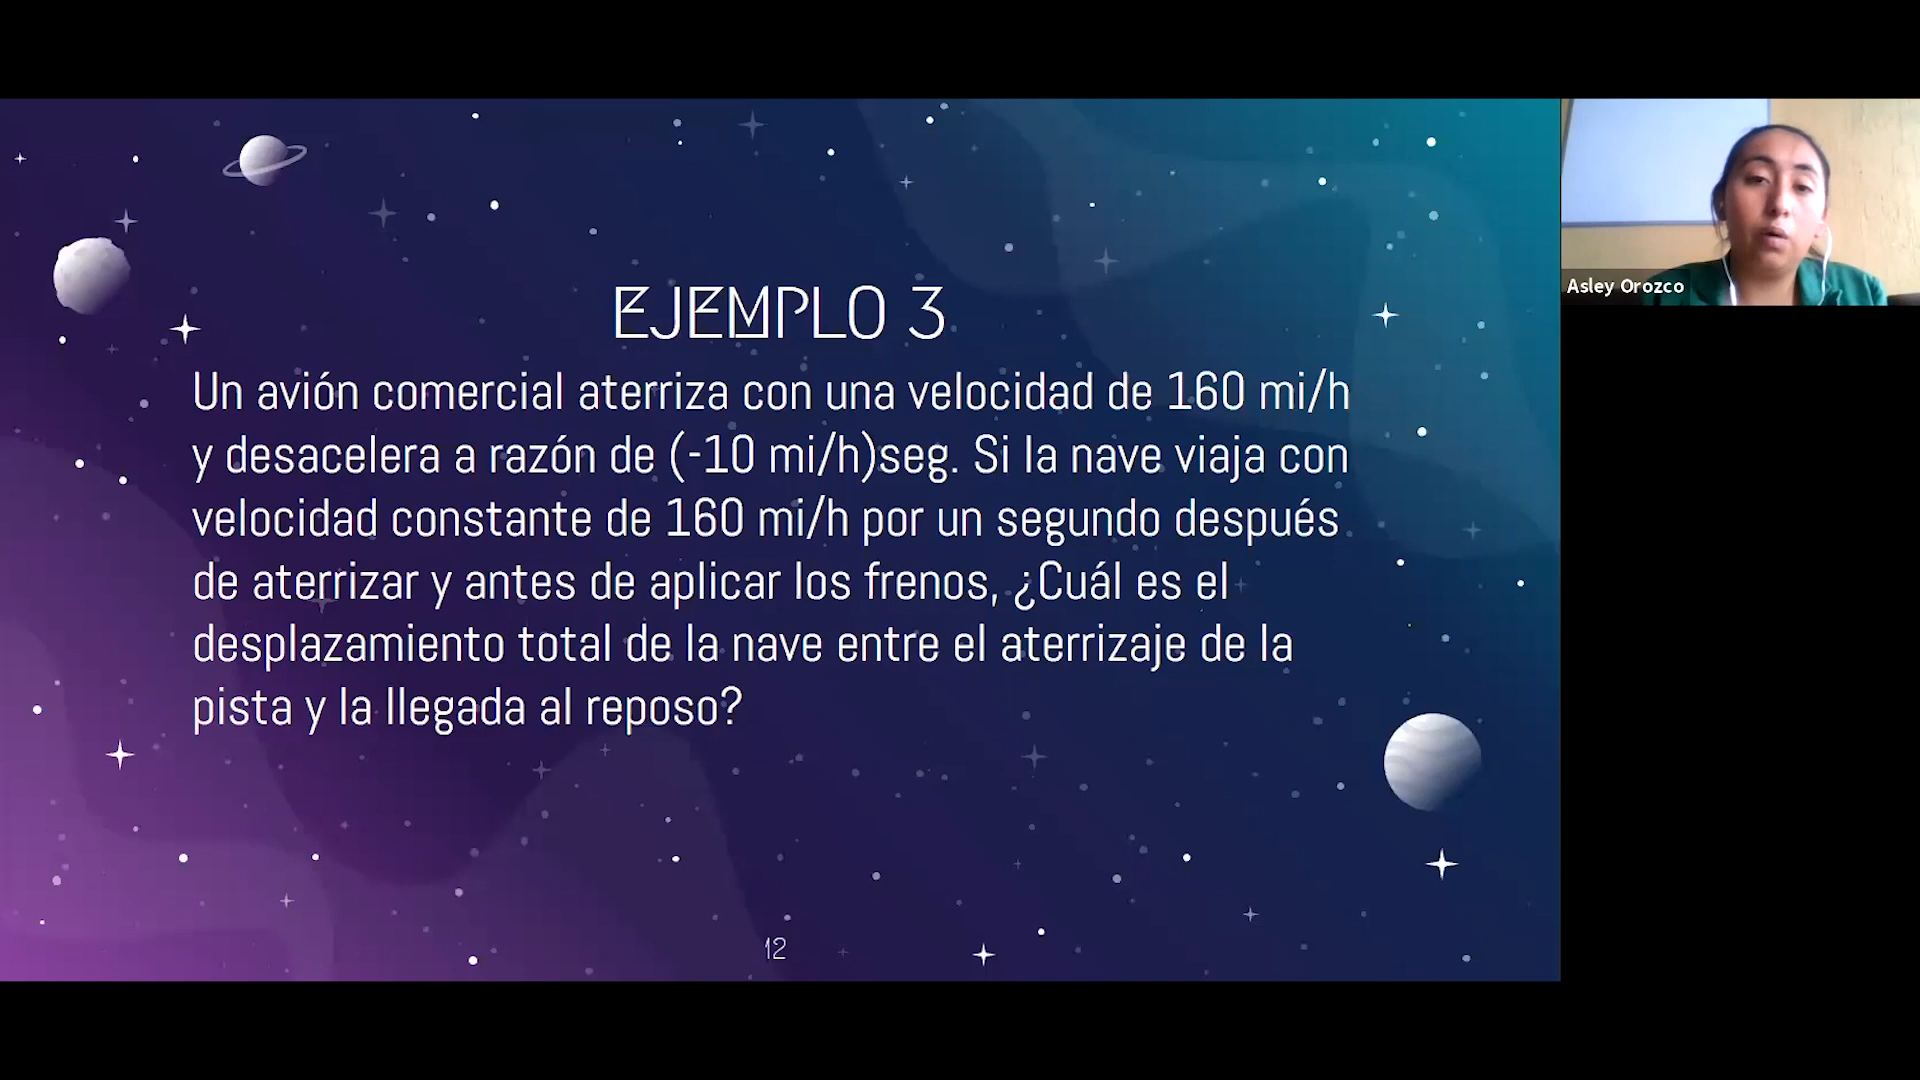 EJEMPLO 3
Un avión comercial aterriza con una velocidad de 160 mi/h
y desacelera a razón de (-10 mi/h)seg. Si la nave viaja con
velocidad constante de 160 mi/h por un segundo después
de aterrizar y antes de aplicar los frenos, ¿Cuál es el
desplazamiento total de la nave entre el aterrizaje de la
pista y la llegada al reposo?
12
Asley Orozco